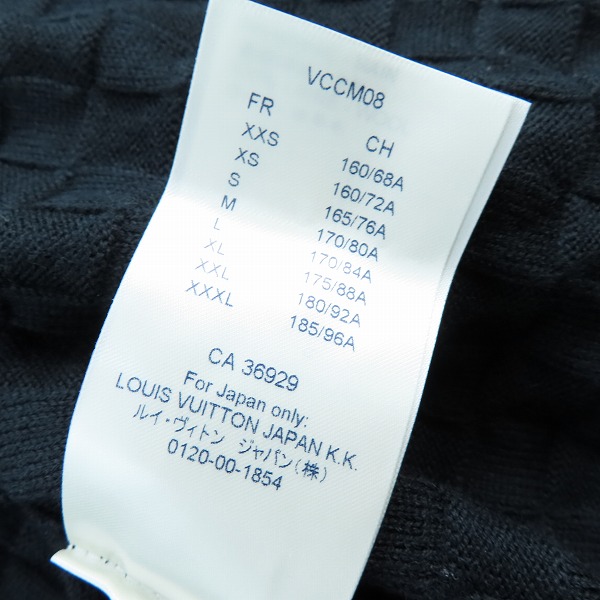 VCCM08
FR CH
XXS 160/68A
XS 160/72A
S 165/76A
M 170/80A
L 170/84A
XL 175/88A
XXL 180/92A
XXXL 185/96A
CA 36929
For Japan only:
LOUIS VUITTON JAPAN K.K.
ルイ・ヴィトン ジャパン(株)
0120-00-1854